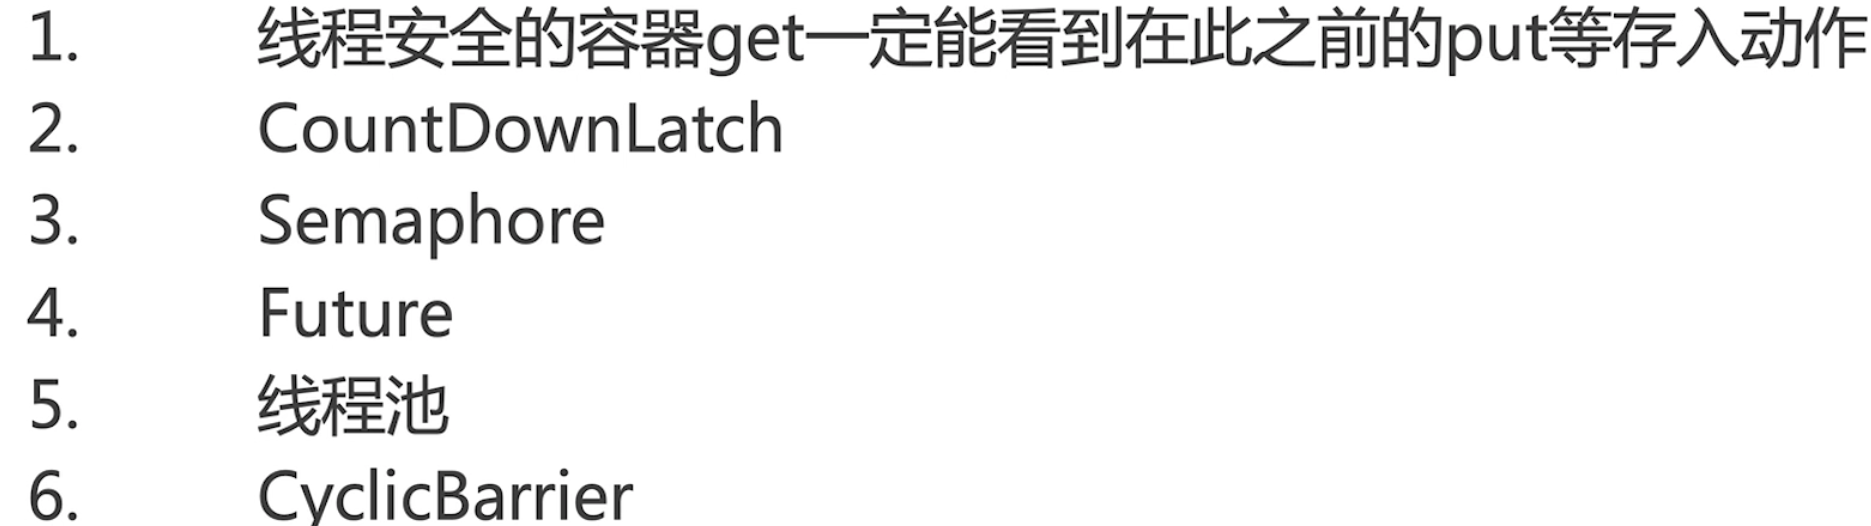 1. 线程安全的容器get一定能看到在此之前的put等存入动作
2. CountDownLatch
3. Semaphore
4. Future
5. 线程池
6. CyclicBarrier